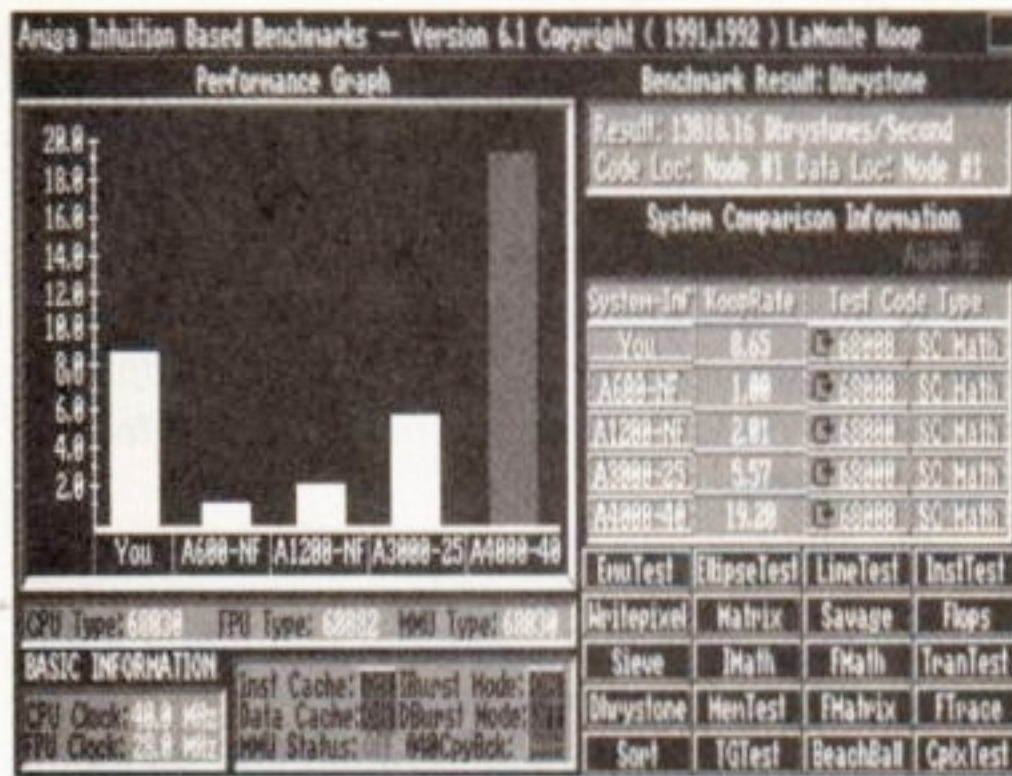 Amiga Intuition Based Benchmarks — Version 6.1 Copyright ( 1991,1992 ) LaMonte Koop
Performance Graph
20.0
18.0
16.0
14.0
12.0
10.0
8.0
6.0
4.0
2.0
You A600-NF A1200-NF A3000-25 A4000-40
CPU Type: 68030 FPU Type: 68882 MMU Type: 68030
BASIC INFORMATION
CPU Clock: 40.0 MHz
FPU Clock: MHz
Inst Cache: IBurst Mode:
Data Cache: DBurst Mode:
MMU Status: Off 040CpyBck:
Benchmark Result: Dhrystone
Result: 13818.16 Dhrystones/Second
Code Loc: Node #1 Data Loc: Node #1
System Comparison Information
A600-NF
System-Inf KoopRate Test Code Type
You 8.65 68000 SC Math
A600-NF 1.00 68000 SC Math
A1200-NF 2.01 68000 SC Math
A3000-25 5.57 68000 SC Math
A4000-40 19.20 68000 SC Math
EmuTest EllipseTest LineTest InstTest
Writepixel Matrix Savage Flops
Sieve IMath FMath TranTest
Dhrystone MemTest FMatrix FTrace
Sort TGTest BeachBall CplxTest